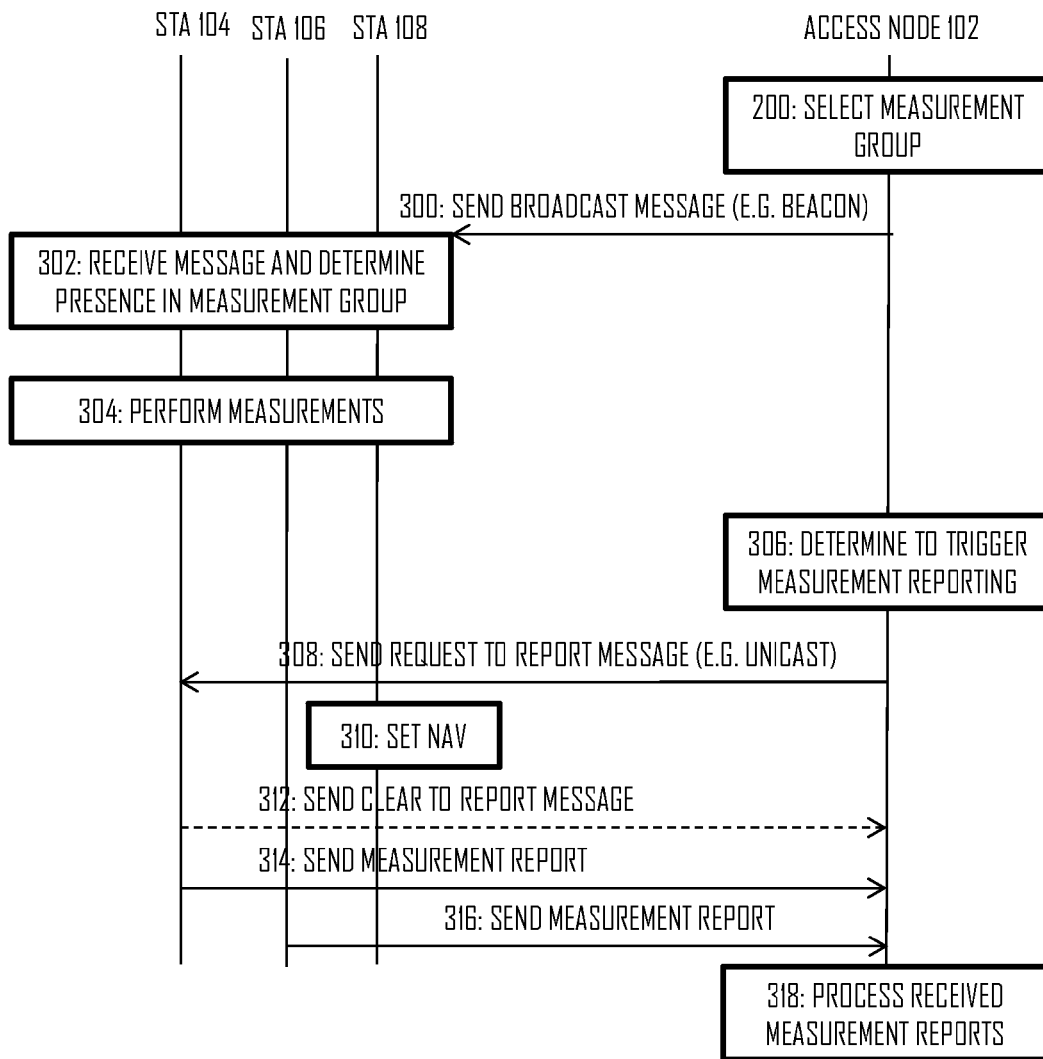 STA 104 STA 106 STA 108 ACCESS NODE 102
200: SELECT MEASUREMENT
GROUP
300: SEND BROADCAST MESSAGE (E.G. BEACON)
302: RECEIVE MESSAGE AND DETERMINE
PRESENCE IN MEASUREMENT GROUP
304: PERFORM MEASUREMENTS
306: DETERMINE TO TRIGGER
MEASUREMENT REPORTING
308: SEND REQUEST TO REPORT MESSAGE (E.G. UNICAST)
310: SET NAV
312: SEND CLEAR TO REPORT MESSAGE
314: SEND MEASUREMENT REPORT
316: SEND MEASUREMENT REPORT
318: PROCESS RECEIVED
MEASUREMENT REPORTS